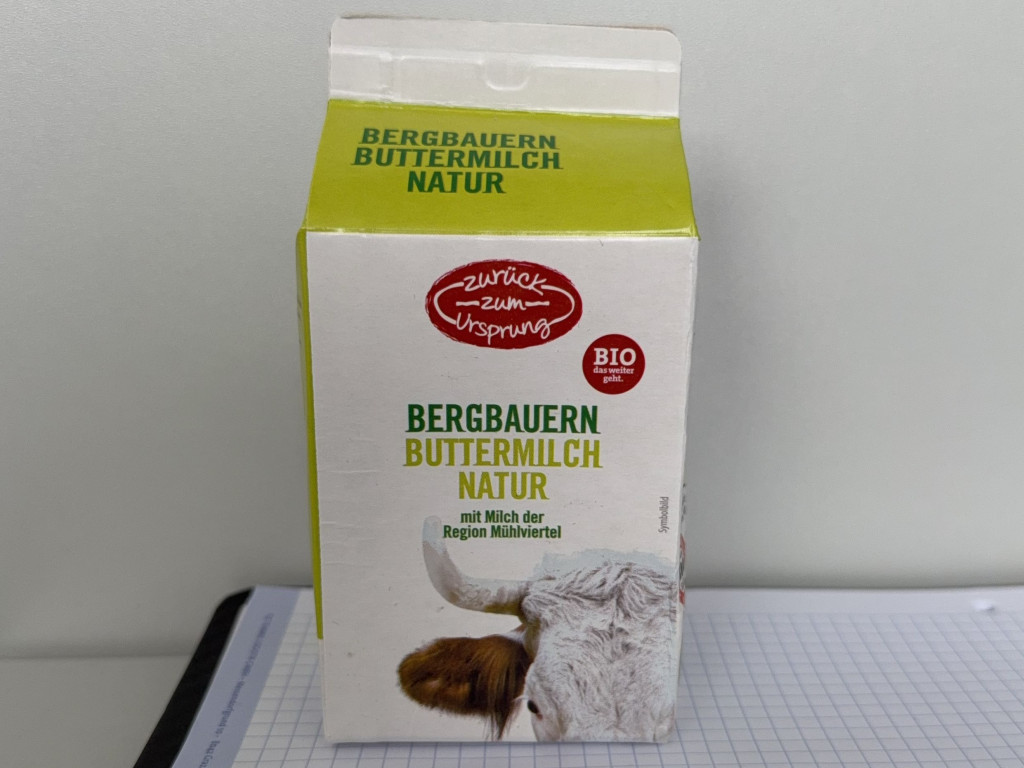 BERGBAUERN
BUTTERMILCH
NATUR
zurück
zum
Ursprung
BIO
das weiter
geht.
BERGBAUERN
BUTTERMILCH
NATUR
mit Milch der
Region Mühlviertel
Symbolbild